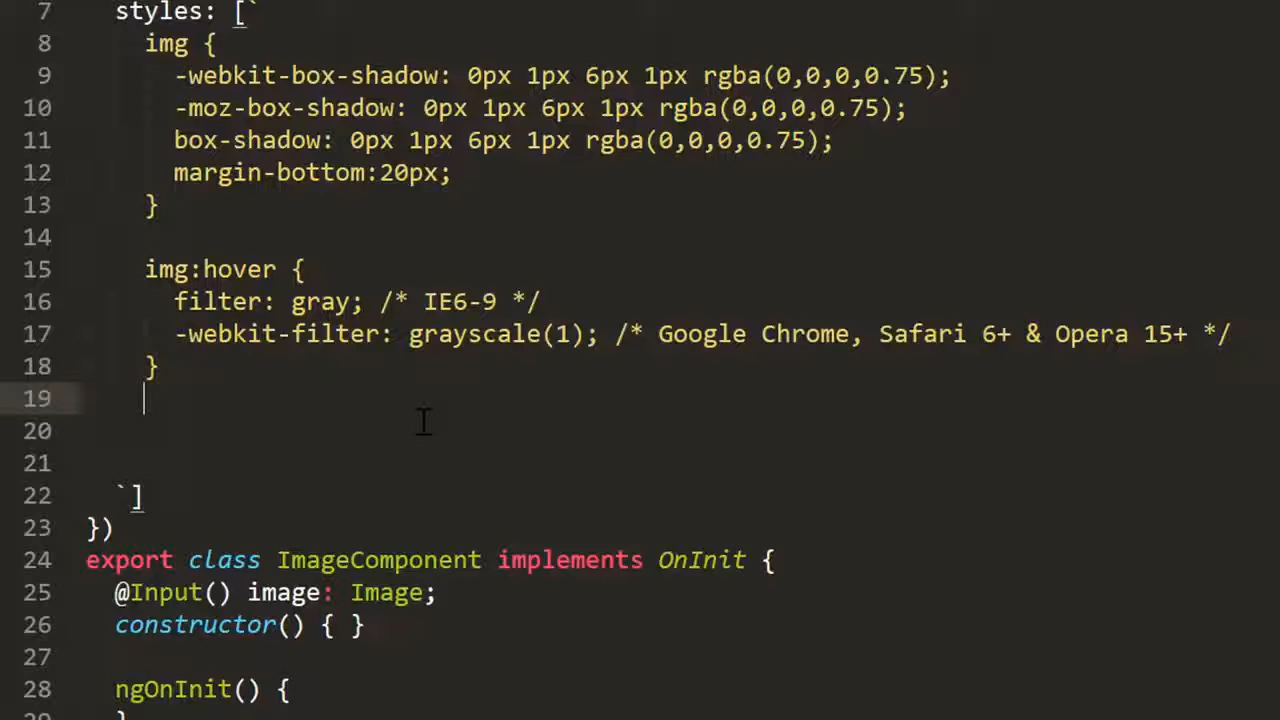 7 styles: [`
8 img {
9 -webkit-box-shadow: 0px 1px 6px 1px rgba(0,0,0,0.75);
10 -moz-box-shadow: 0px 1px 6px 1px rgba(0,0,0,0.75);
11 box-shadow: 0px 1px 6px 1px rgba(0,0,0,0.75);
12 margin-bottom:20px;
13 }
14
15 img:hover {
16 filter: gray; /* IE6-9 */
17 -webkit-filter: grayscale(1); /* Google Chrome, Safari 6+ & Opera 15+ */
18 }
19
20
21
22 `]
23 })
24 export class ImageComponent implements OnInit {
25 @Input() image: Image;
26 constructor() { }
27
28 ngOnInit() {
29 }